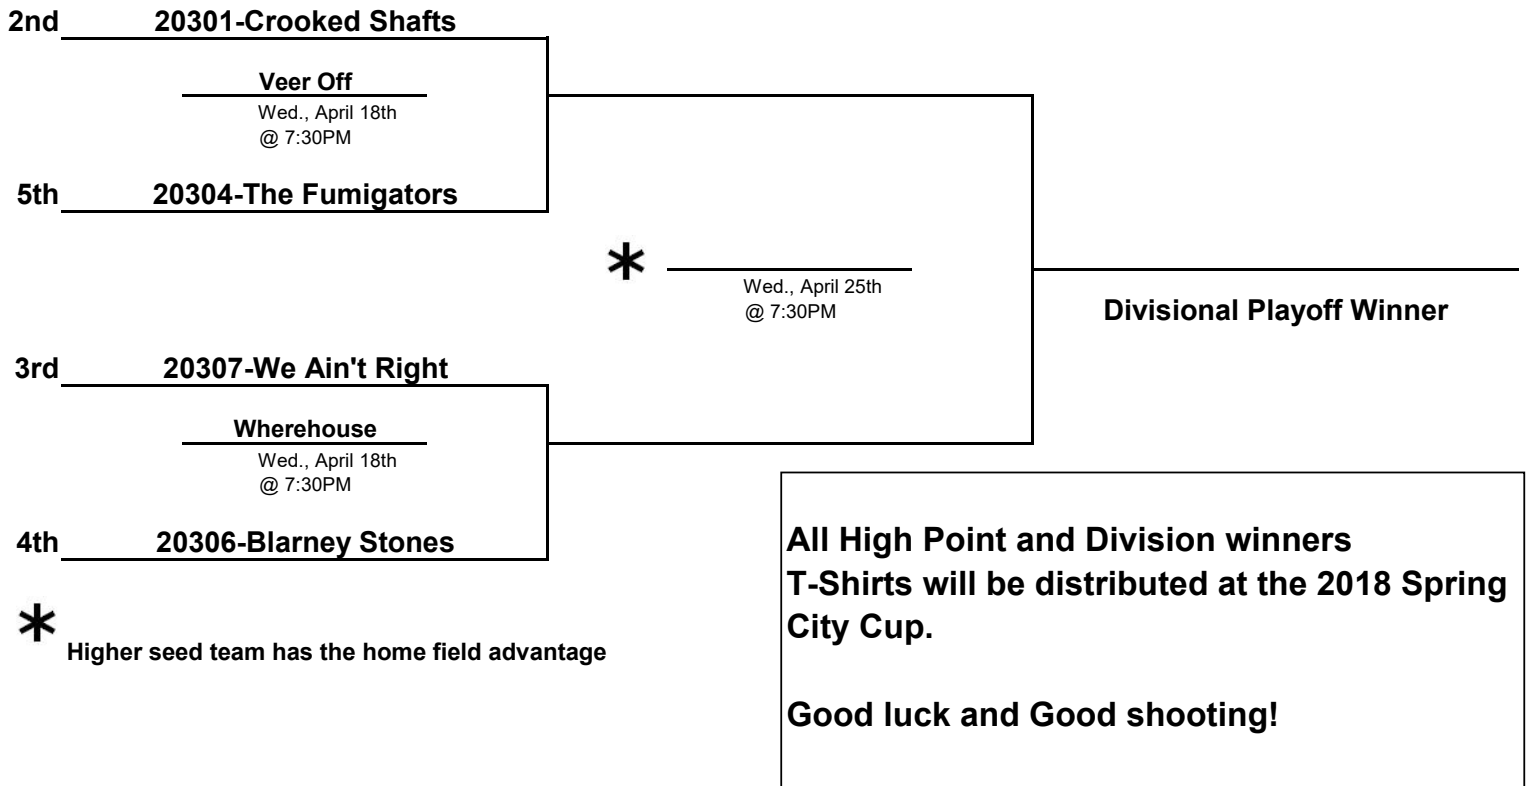 2nd 20301-Crooked Shafts
Veer Off
Wed., April 18th
@ 7:30PM
5th 20304-The Fumigators
*
Wed., April 25th
@ 7:30PM
Divisional Playoff Winner
3rd 20307-We Ain't Right
Wherehouse
Wed., April 18th
@ 7:30PM
4th 20306-Blarney Stones
* Higher seed team has the home field advantage
All High Point and Division winners
T-Shirts will be distributed at the 2018 Spring
City Cup.
Good luck and Good shooting!